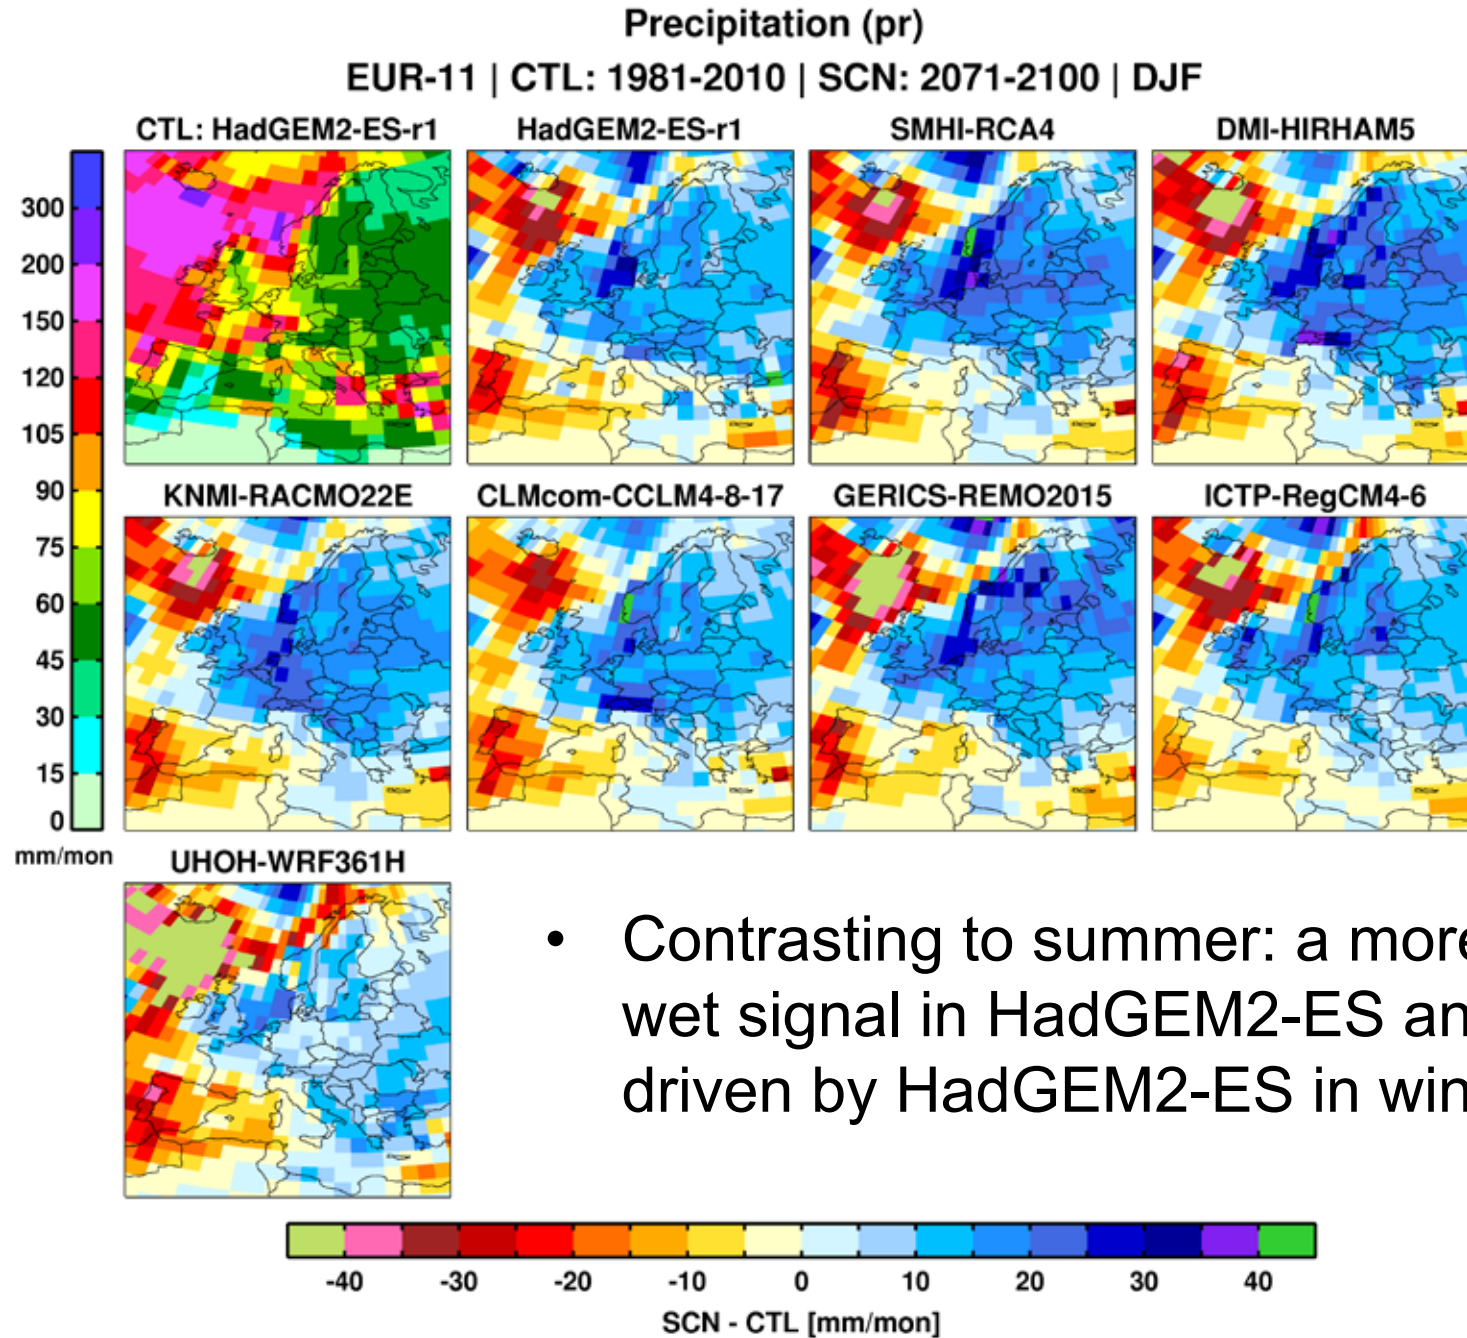 Precipitation (pr)
EUR-11 | CTL: 1981-2010 | SCN: 2071-2100 | DJF
CTL: HadGEM2-ES-r1 HadGEM2-ES-r1 SMHI-RCA4 DMI-HIRHAM5
300
200
150
120
105
90
75
60
45
30
15
0
mm/mon
KNMI-RACMO22E CLMcom-CCLM4-8-17 GERICS-REMO2015 ICTP-RegCM4-6
UHOH-WRF361H
• Contrasting to summer: a more
wet signal in HadGEM2-ES an
driven by HadGEM2-ES in win
-40 -30 -20 -10 0 10 20 30 40
SCN - CTL [mm/mon]